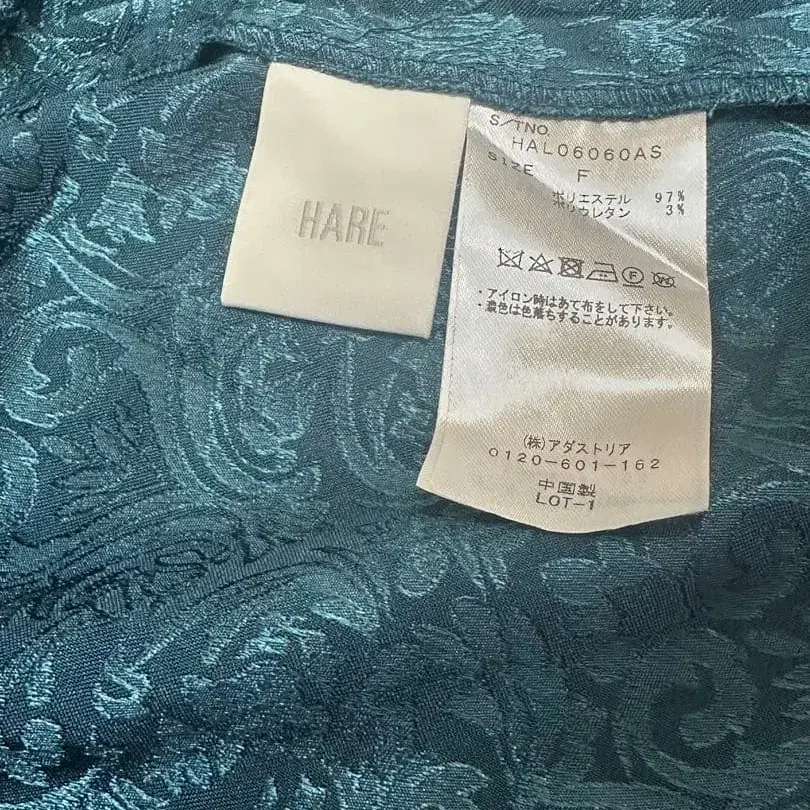 HARE
S/TNO.
HAL06060AS
SIZE F
ポリエステル 97%
ポリウレタン 3%
・アイロン時はあて布をして下さい。
・濃色は色落ちすることがあります。
(株)アダストリア
0120-601-162
中国製
LOT-1